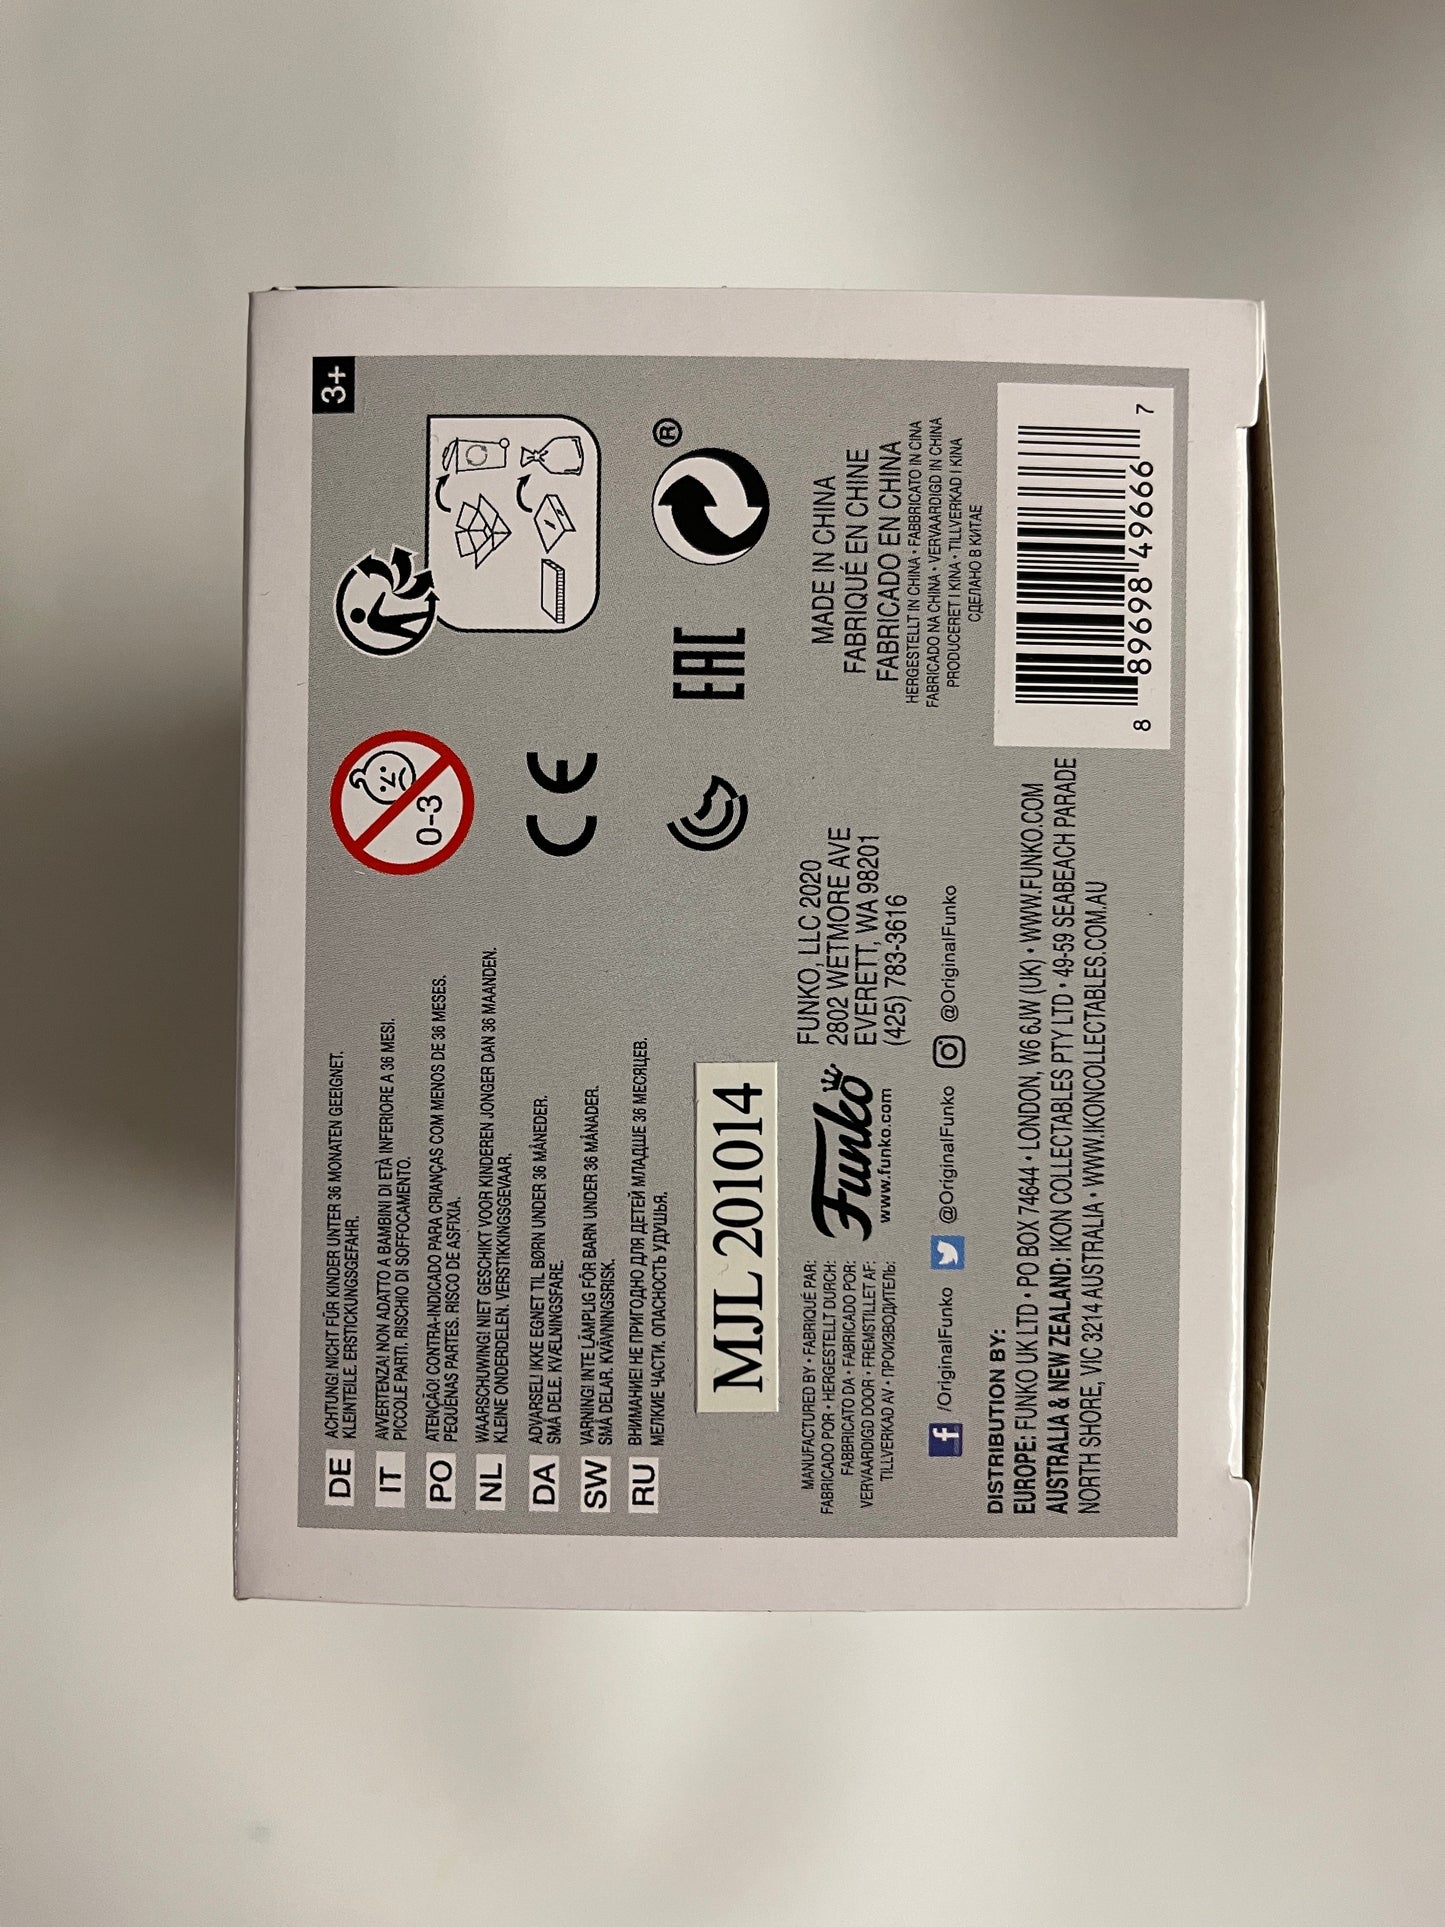 3+
DE
ACHTUNG! NICHT FÜR KINDER UNTER 36 MONATEN GEEIGNET.
KLEINTEILE. ERSTICKUNGSGEFAHR.
IT
AVVERTENZA! NON ADATTO A BAMBINI DI ETÀ INFERIORE A 36 MESI.
PICCOLE PARTI. RISCHIO DI SOFFOCAMENTO.
PO
ATENÇÃO! CONTRA-INDICADO PARA CRIANÇAS COM MENOS DE 36 MESES.
PEQUENAS PARTES. RISCO DE ASFIXIA.
NL
WAARSCHUWING! NIET GESCHIKT VOOR KINDEREN JONGER DAN 36 MAANDEN.
KLEINE ONDERDELEN. VERSTIKKINGSGEVAAR.
DA
ADVARSEL! IKKE EGNET TIL BØRN UNDER 36 MÅNEDER.
SMÅ DELE. KVÆLNINGSFARE.
SW
VARNING! INTE LÄMPLIG FÖR BARN UNDER 36 MÅNADER.
SMÅ DELAR. KVÄVNINGSRISK.
RU
ВНИМАНИЕ! НЕ ПРИГОДНО ДЛЯ ДЕТЕЙ МЛАДШЕ 36 МЕСЯЦЕВ.
МЕЛКИЕ ЧАСТИ. ОПАСНОСТЬ УДУШЬЯ.
0-3
CE
EAC
®
MJL 201014
MANUFACTURED BY • FABRIQUÉ PAR:
FABRICADO POR • HERGESTELLT DURCH:
FABBRICATO DA • FABRICADO POR:
VERVAARDIGD DOOR • FREMSTILLET AF:
TILLVERKAD AV • ПРОИЗВОДИТЕЛЬ:
Funko
www.funko.com
FUNKO, LLC 2020
2802 WETMORE AVE
EVERETT, WA 98201
(425) 783-3616
MADE IN CHINA
FABRIQUÉ EN CHINE
FABRICADO EN CHINA
HERGESTELLT IN CHINA • FABBRICATO IN CINA
FABRICADO NA CHINA • VERVAARDIGD IN CHINA
PRODUCERET I KINA • TILLVERKAD I KINA
СДЕЛАНО В КИТАЕ
f /OriginalFunko @OriginalFunko @OriginalFunko
DISTRIBUTION BY:
EUROPE: FUNKO UK LTD • PO BOX 74644 • LONDON, W6 6JW (UK) • WWW.FUNKO.COM
AUSTRALIA & NEW ZEALAND: IKON COLLECTABLES PTY LTD • 49-59 SEABEACH PARADE
NORTH SHORE, VIC 3214 AUSTRALIA • WWW.IKONCOLLECTABLES.COM.AU
8 89698 49666 7